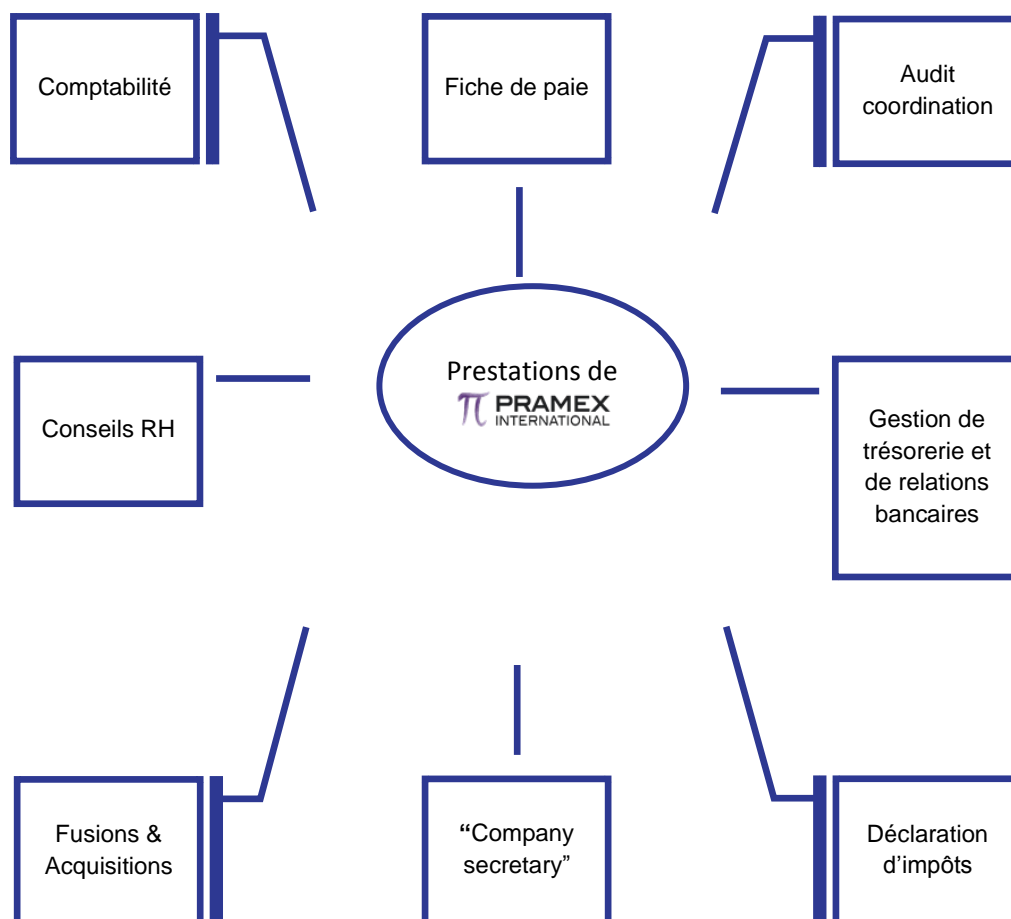 Comptabilité
Fiche de paie
Audit
coordination
Prestations de
PRAMEX
INTERNATIONAL
Conseils RH
Gestion de
trésorerie et
de relations
bancaires
Fusions &
Acquisitions
“Company
secretary”
Déclaration
d’impôts